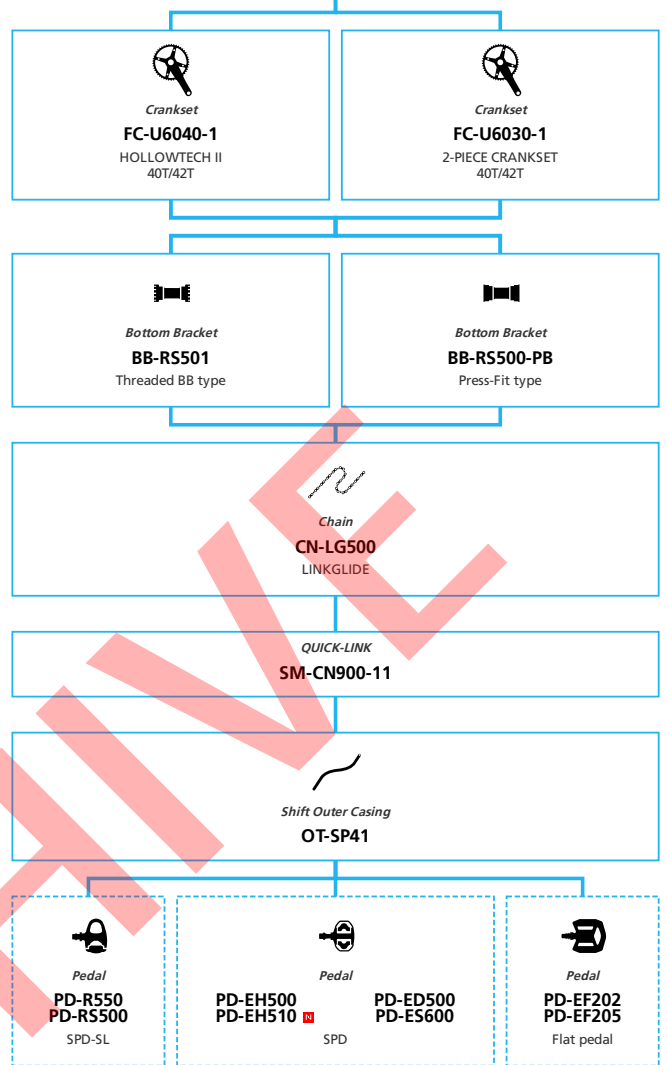 Crankset
FC-U6040-1
HOLLOWTECH II
40T/42T
Crankset
FC-U6030-1
2-PIECE CRANKSET
40T/42T
Bottom Bracket
BB-RS501
Threaded BB type
Bottom Bracket
BB-RS500-PB
Press-Fit type
Chain
CN-LG500
LINKGLIDE
QUICK-LINK
SM-CN900-11
Shift Outer Casing
OT-SP41
Pedal
PD-R550
PD-RS500
SPD-SL
Pedal
PD-EH500
PD-EH510 N
PD-ED500
PD-ES600
SPD
Pedal
PD-EF202
PD-EF205
Flat pedal
HIVE